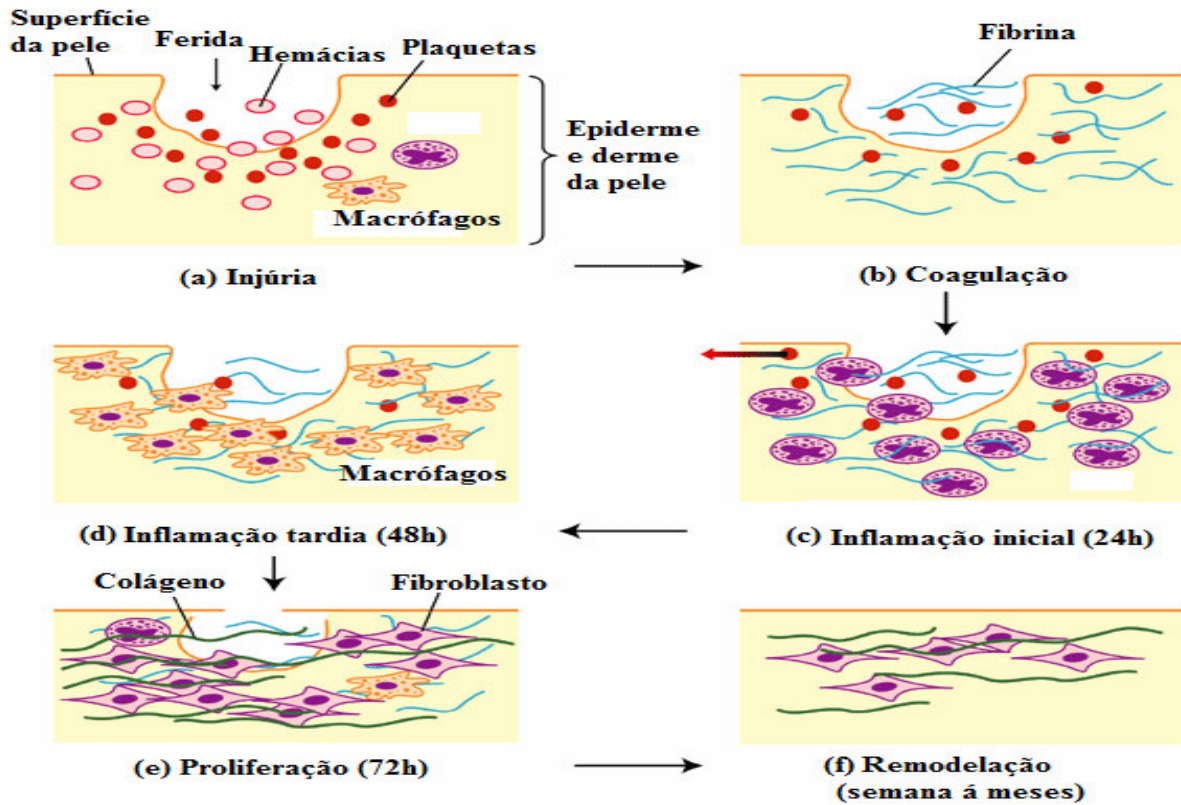 Superfície
da pele
Ferida
Hemácias
Plaquetas
Macrófagos
Epiderme
e derme
da pele
(a) Injúria
Fibrina
(b) Coagulação
Macrófagos
(d) Inflamação tardia (48h)
(c) Inflamação inicial (24h)
Colágeno
Fibroblasto
(e) Proliferação (72h)
(f) Remodelação
(semana á meses)